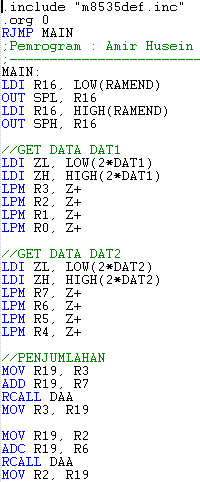 .include "m8535def.inc"
.org 0
RJMP MAIN
;Pemrogram : Amir Husein
;-----------------------
MAIN:
LDI R16, LOW(RAMEND)
OUT SPL, R16
LDI R16, HIGH(RAMEND)
OUT SPH, R16
//GET DATA DAT1
LDI ZL, LOW(2*DAT1)
LDI ZH, HIGH(2*DAT1)
LPM R3, Z+
LPM R2, Z+
LPM R1, Z+
LPM R0, Z+
//GET DATA DAT2
LDI ZL, LOW(2*DAT2)
LDI ZH, HIGH(2*DAT2)
LPM R7, Z+
LPM R6, Z+
LPM R5, Z+
LPM R4, Z+
//PENJUMLAHAN
MOV R19, R3
ADD R19, R7
RCALL DAA
MOV R3, R19
MOV R19, R2
ADC R19, R6
RCALL DAA
MOV R2, R19